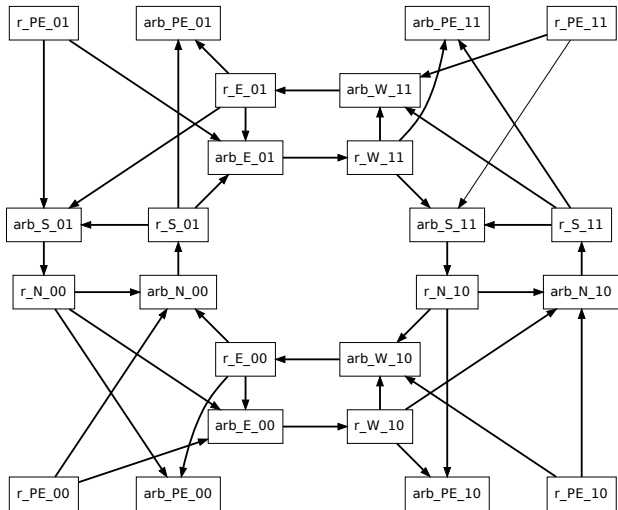 r_PE_01
arb_PE_01
arb_PE_11
r_PE_11
r_E_01
arb_W_11
arb_E_01
r_W_11
arb_S_01
r_S_01
arb_S_11
r_S_11
r_N_00
arb_N_00
r_N_10
arb_N_10
r_E_00
arb_W_10
arb_E_00
r_W_10
r_PE_00
arb_PE_00
arb_PE_10
r_PE_10